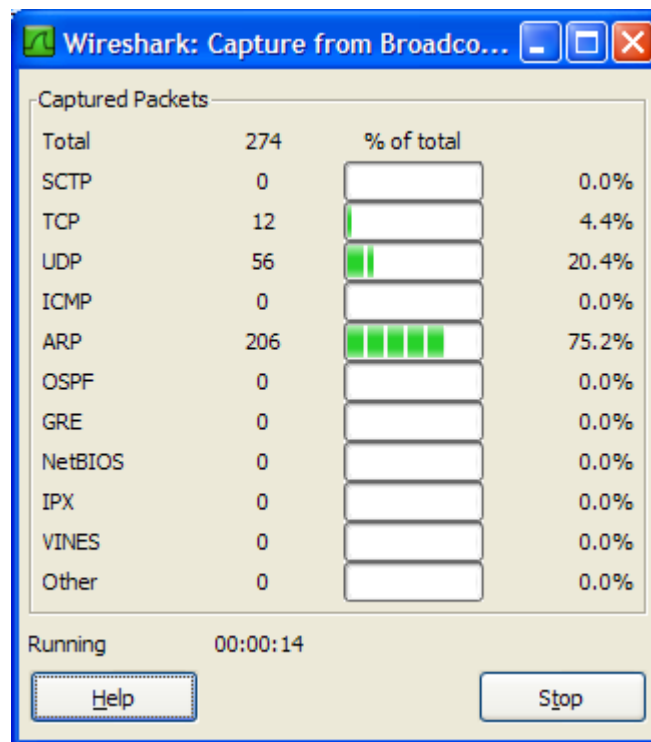 Wireshark: Capture from Broadco...
Captured Packets
Total 274 % of total
SCTP 0 0.0%
TCP 12 4.4%
UDP 56 20.4%
ICMP 0 0.0%
ARP 206 75.2%
OSPF 0 0.0%
GRE 0 0.0%
NetBIOS 0 0.0%
IPX 0 0.0%
VINES 0 0.0%
Other 0 0.0%
Running 00:00:14
Help Stop